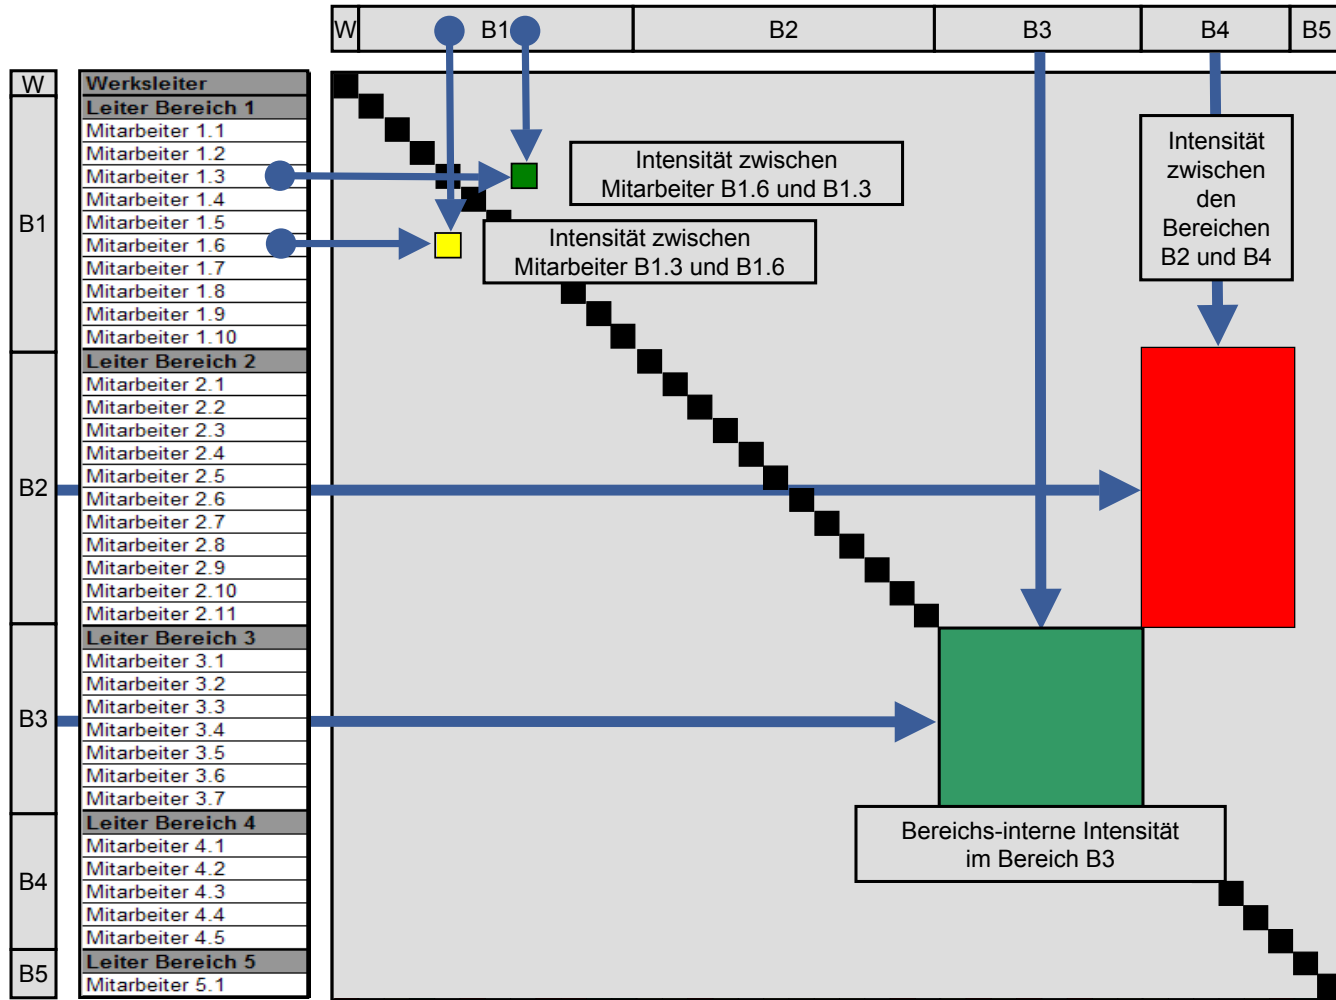 W B1 B2 B3 B4 B5
W
B1
B2
B3
B4
B5
Werksleiter
Leiter Bereich 1
Mitarbeiter 1.1
Mitarbeiter 1.2
Mitarbeiter 1.3
Mitarbeiter 1.4
Mitarbeiter 1.5
Mitarbeiter 1.6
Mitarbeiter 1.7
Mitarbeiter 1.8
Mitarbeiter 1.9
Mitarbeiter 1.10
Leiter Bereich 2
Mitarbeiter 2.1
Mitarbeiter 2.2
Mitarbeiter 2.3
Mitarbeiter 2.4
Mitarbeiter 2.5
Mitarbeiter 2.6
Mitarbeiter 2.7
Mitarbeiter 2.8
Mitarbeiter 2.9
Mitarbeiter 2.10
Mitarbeiter 2.11
Leiter Bereich 3
Mitarbeiter 3.1
Mitarbeiter 3.2
Mitarbeiter 3.3
Mitarbeiter 3.4
Mitarbeiter 3.5
Mitarbeiter 3.6
Mitarbeiter 3.7
Leiter Bereich 4
Mitarbeiter 4.1
Mitarbeiter 4.2
Mitarbeiter 4.3
Mitarbeiter 4.4
Mitarbeiter 4.5
Leiter Bereich 5
Mitarbeiter 5.1
Intensität zwischen
Mitarbeiter B1.6 und B1.3
Intensität zwischen
Mitarbeiter B1.3 und B1.6
Intensität
zwischen
den
Bereichen
B2 und B4
Bereichs-interne Intensität
im Bereich B3